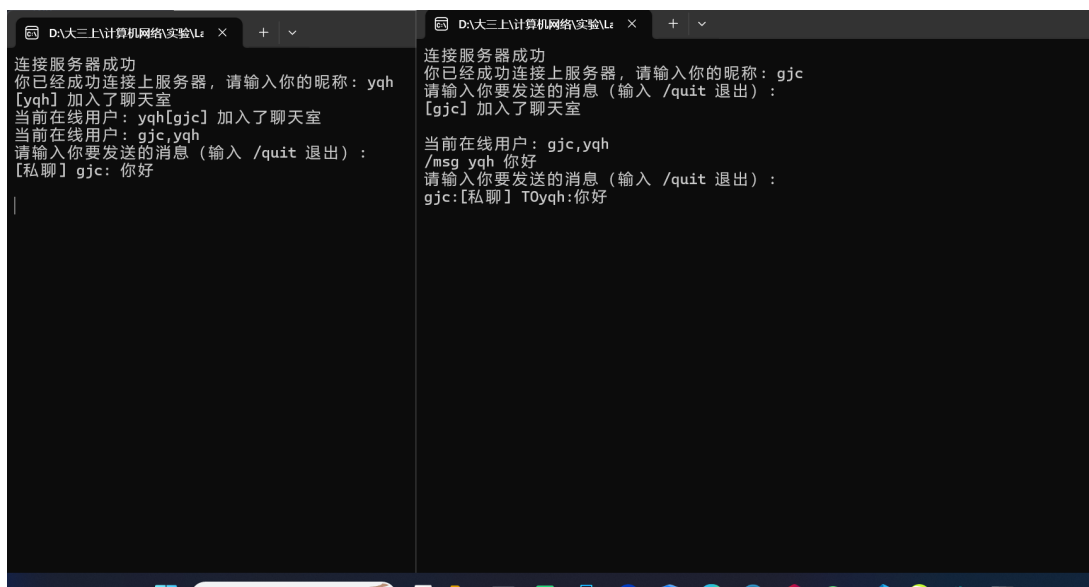 D:\大三上\计算机网络\实验\La
连接服务器成功
你已经成功连接上服务器，请输入你的昵称：yqh
[yqh] 加入了聊天室
当前在线用户：yqh[gjc] 加入了聊天室
当前在线用户：gjc,yqh
请输入你要发送的消息（输入 /quit 退出）：
[私聊] gjc: 你好
D:\大三上\计算机网络\实验\La
连接服务器成功
你已经成功连接上服务器，请输入你的昵称：gjc
请输入你要发送的消息（输入 /quit 退出）：
[gjc] 加入了聊天室
当前在线用户：gjc,yqh
/msg yqh 你好
请输入你要发送的消息（输入 /quit 退出）：
gjc:[私聊] TOyqh:你好